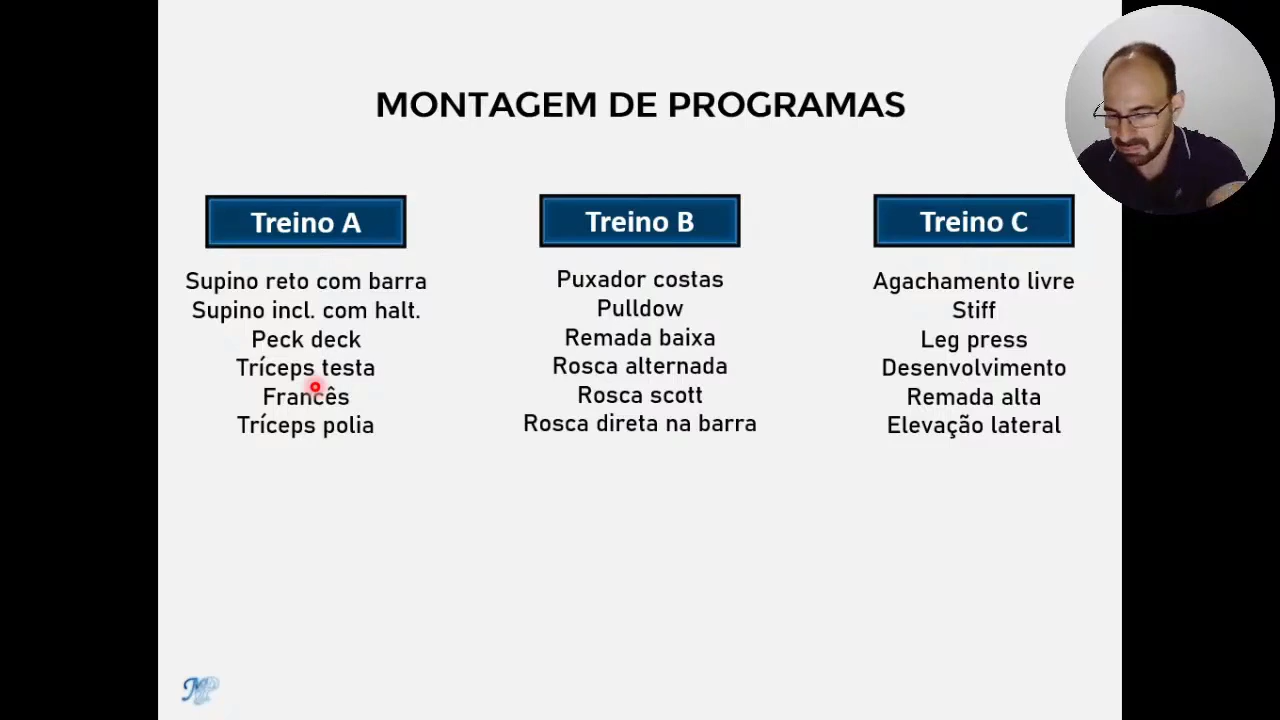 MONTAGEM DE PROGRAMAS
Treino A
Supino reto com barra
Supino incl. com halt.
Peck deck
Tríceps testa
Francês
Tríceps polia
Treino B
Puxador costas
Pulldow
Remada baixa
Rosca alternada
Rosca scott
Rosca direta na barra
Treino C
Agachamento livre
Stiff
Leg press
Desenvolvimento
Remada alta
Elevação lateral